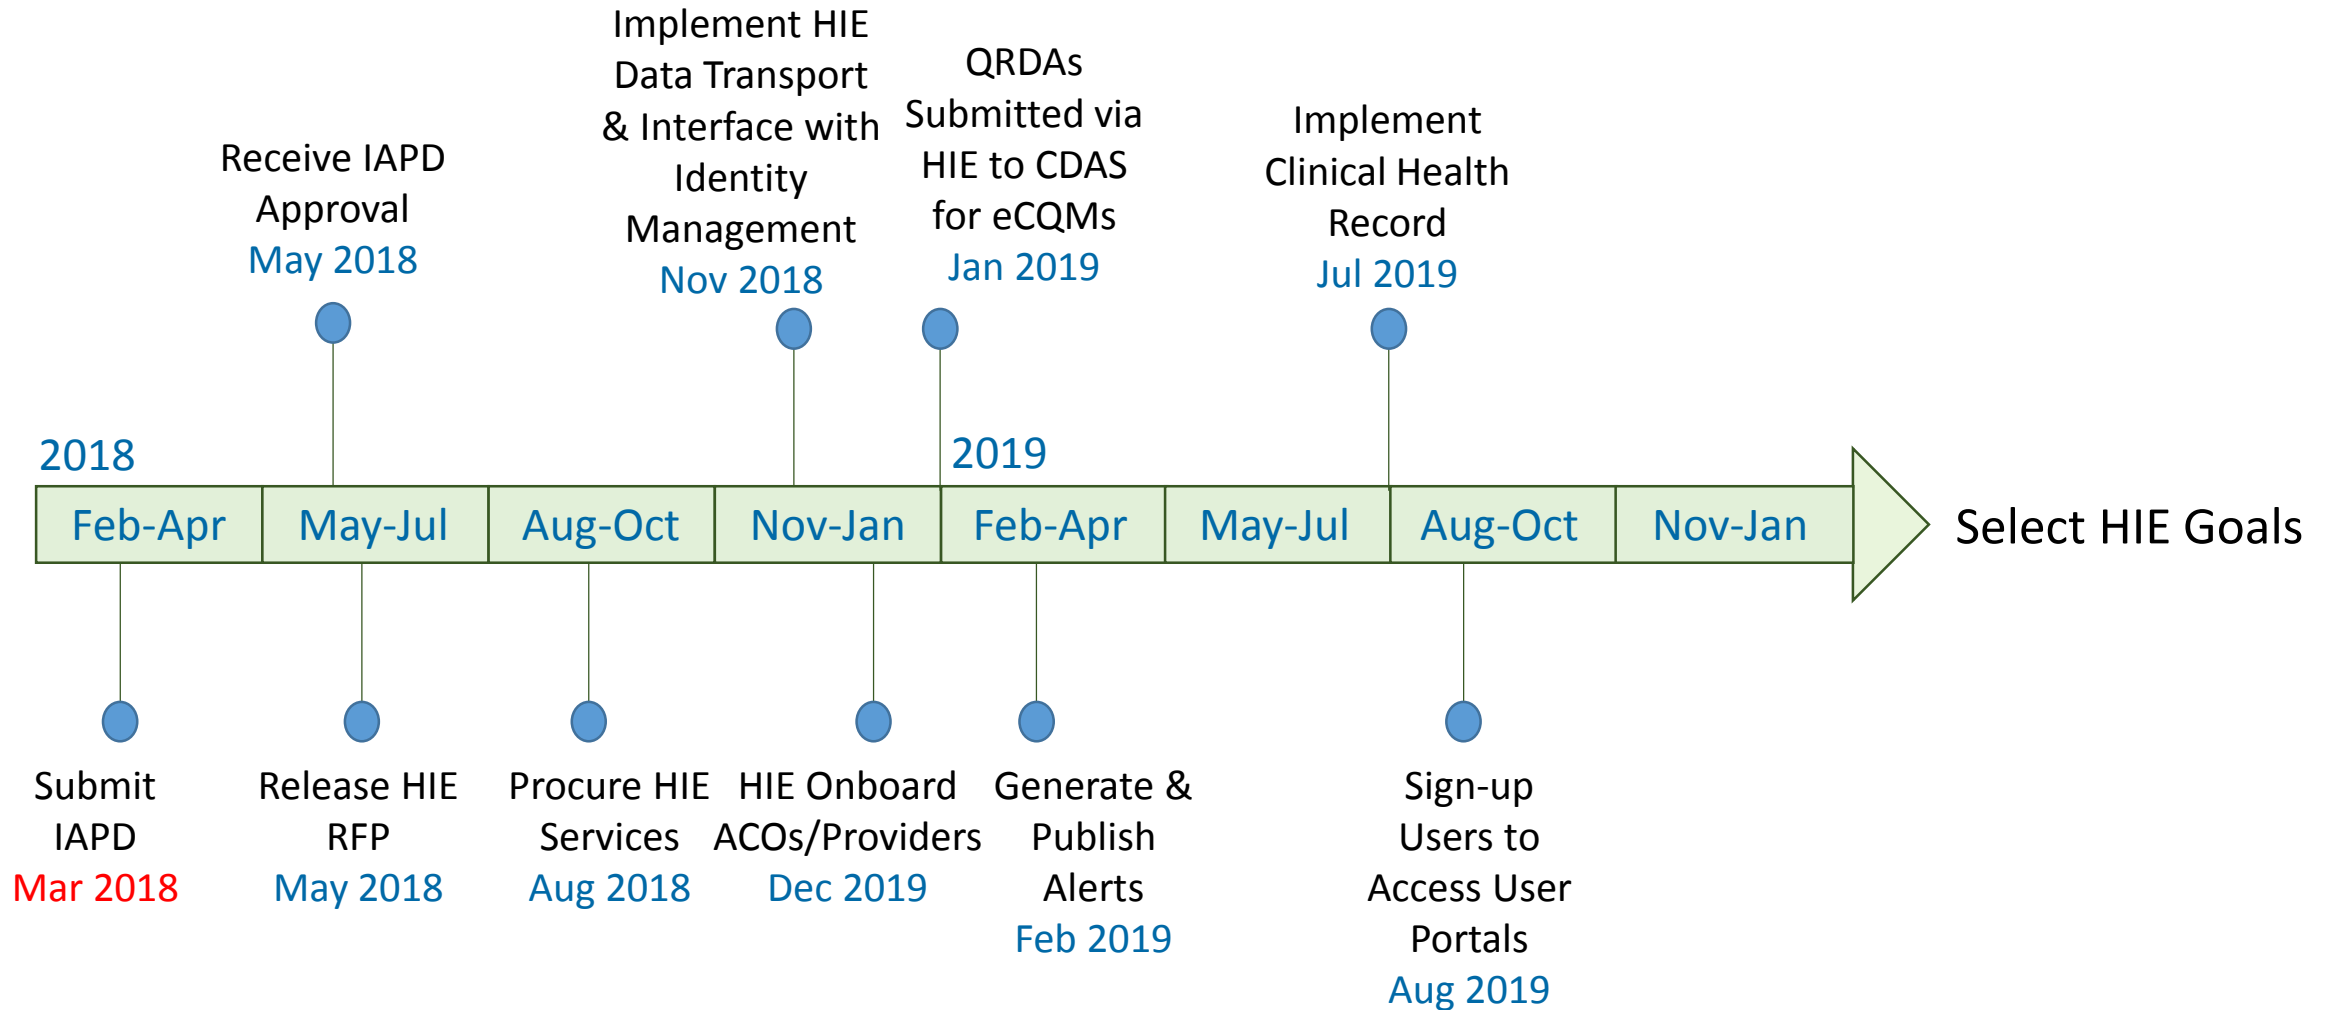 Implement HIE
Data Transport
& Interface with
Identity
Management
Nov 2018
QRDAs
Submitted via
HIE to CDAS
for eCQMs
Jan 2019
Implement
Clinical Health
Record
Jul 2019
Receive IAPD
Approval
May 2018
2018
2019
Feb-Apr
May-Jul
Aug-Oct
Nov-Jan
Feb-Apr
May-Jul
Aug-Oct
Nov-Jan
Select HIE Goals
Submit
IAPD
Mar 2018
Release HIE
RFP
May 2018
Procure HIE
Services
Aug 2018
HIE Onboard
ACOs/Providers
Dec 2019
Generate &
Publish
Alerts
Feb 2019
Sign-up
Users to
Access User
Portals
Aug 2019